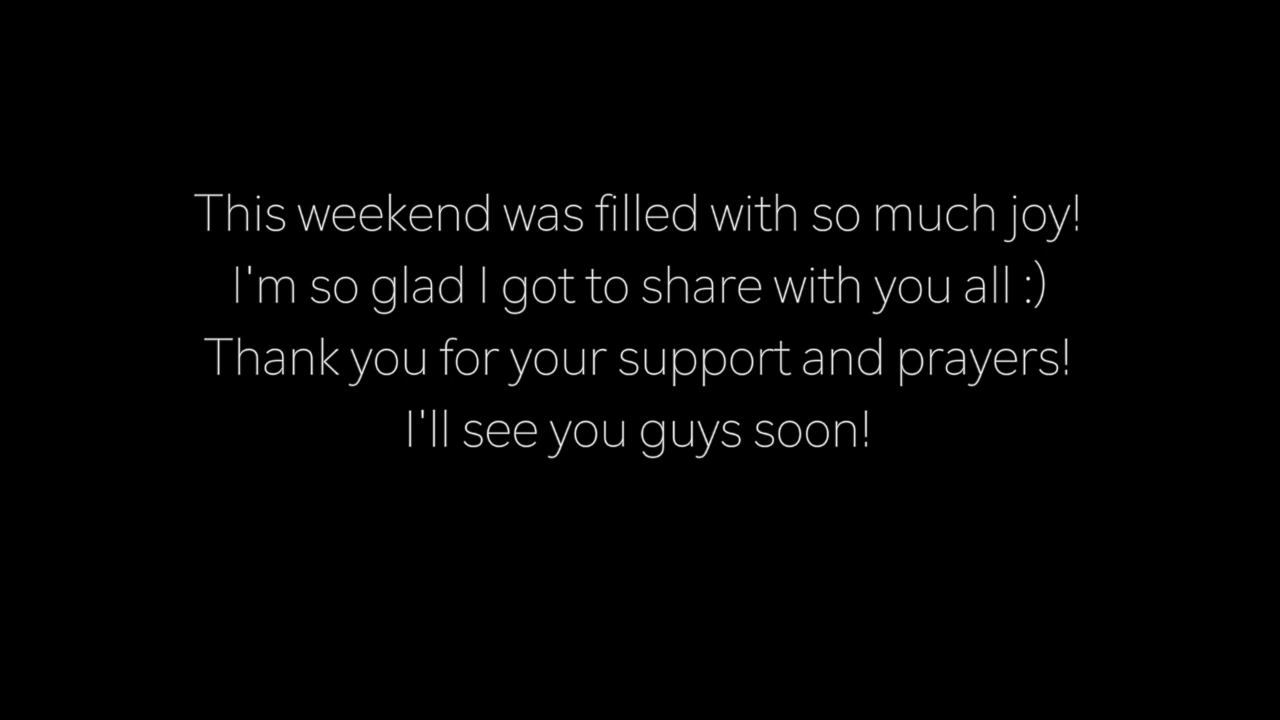 This weekend was filled with so much joy!
I'm so glad I got to share with you all :)
Thank you for your support and prayers!
I'll see you guys soon!